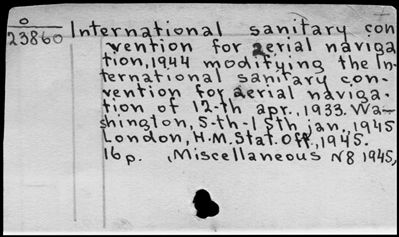 O
23860
International sanitary con
vention for aerial naviga
tion, 1944 modifying the In-
ternational sanitary con-
vention for aerial naviga-
tion of 12-th apr., 1933. Wa-
shington, 5-th-15th, jan., 1945
London, H.M. Stat. Off., 1945.
16 p. , Miscellaneous N8 1945,